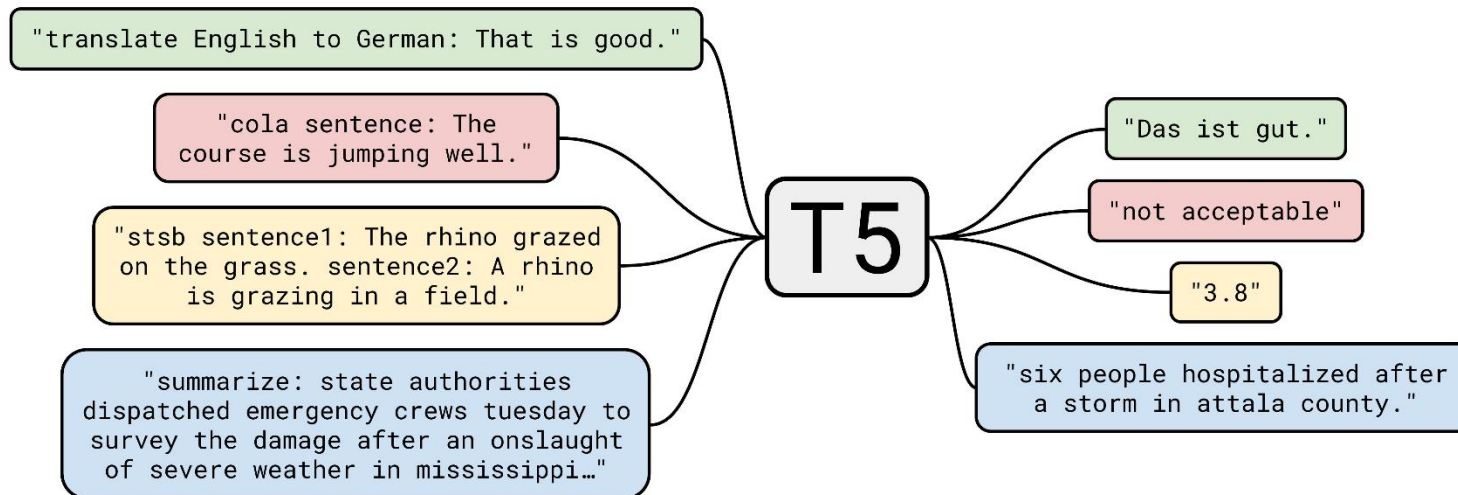 "translate English to German: That is good."
"cola sentence: The
course is jumping well."
"stsb sentence1: The rhino grazed
on the grass. sentence2: A rhino
is grazing in a field."
"summarize: state authorities
dispatched emergency crews tuesday to
survey the damage after an onslaught
of severe weather in mississippi…"
T5
"Das ist gut."
"not acceptable"
"3.8"
"six people hospitalized after
a storm in attala county."